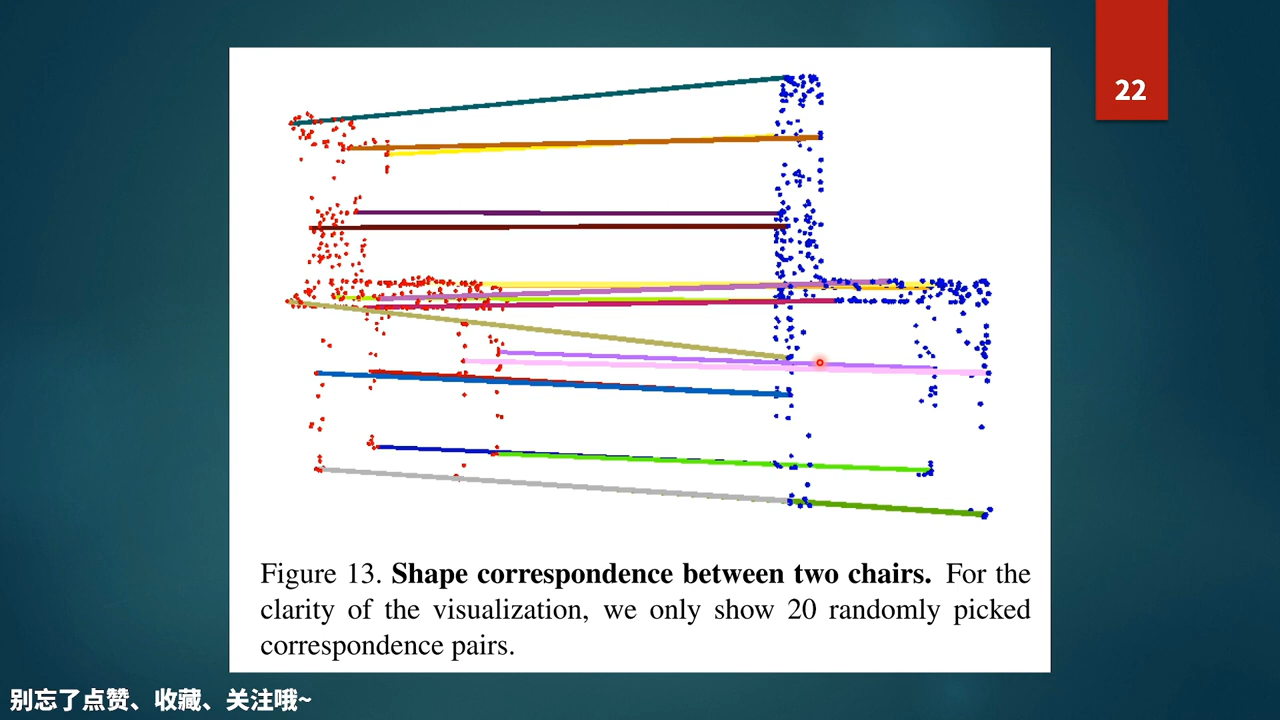 22
Figure 13. Shape correspondence between two chairs. For the
clarity of the visualization, we only show 20 randomly picked
correspondence pairs.
别忘了点赞、收藏、关注哦~